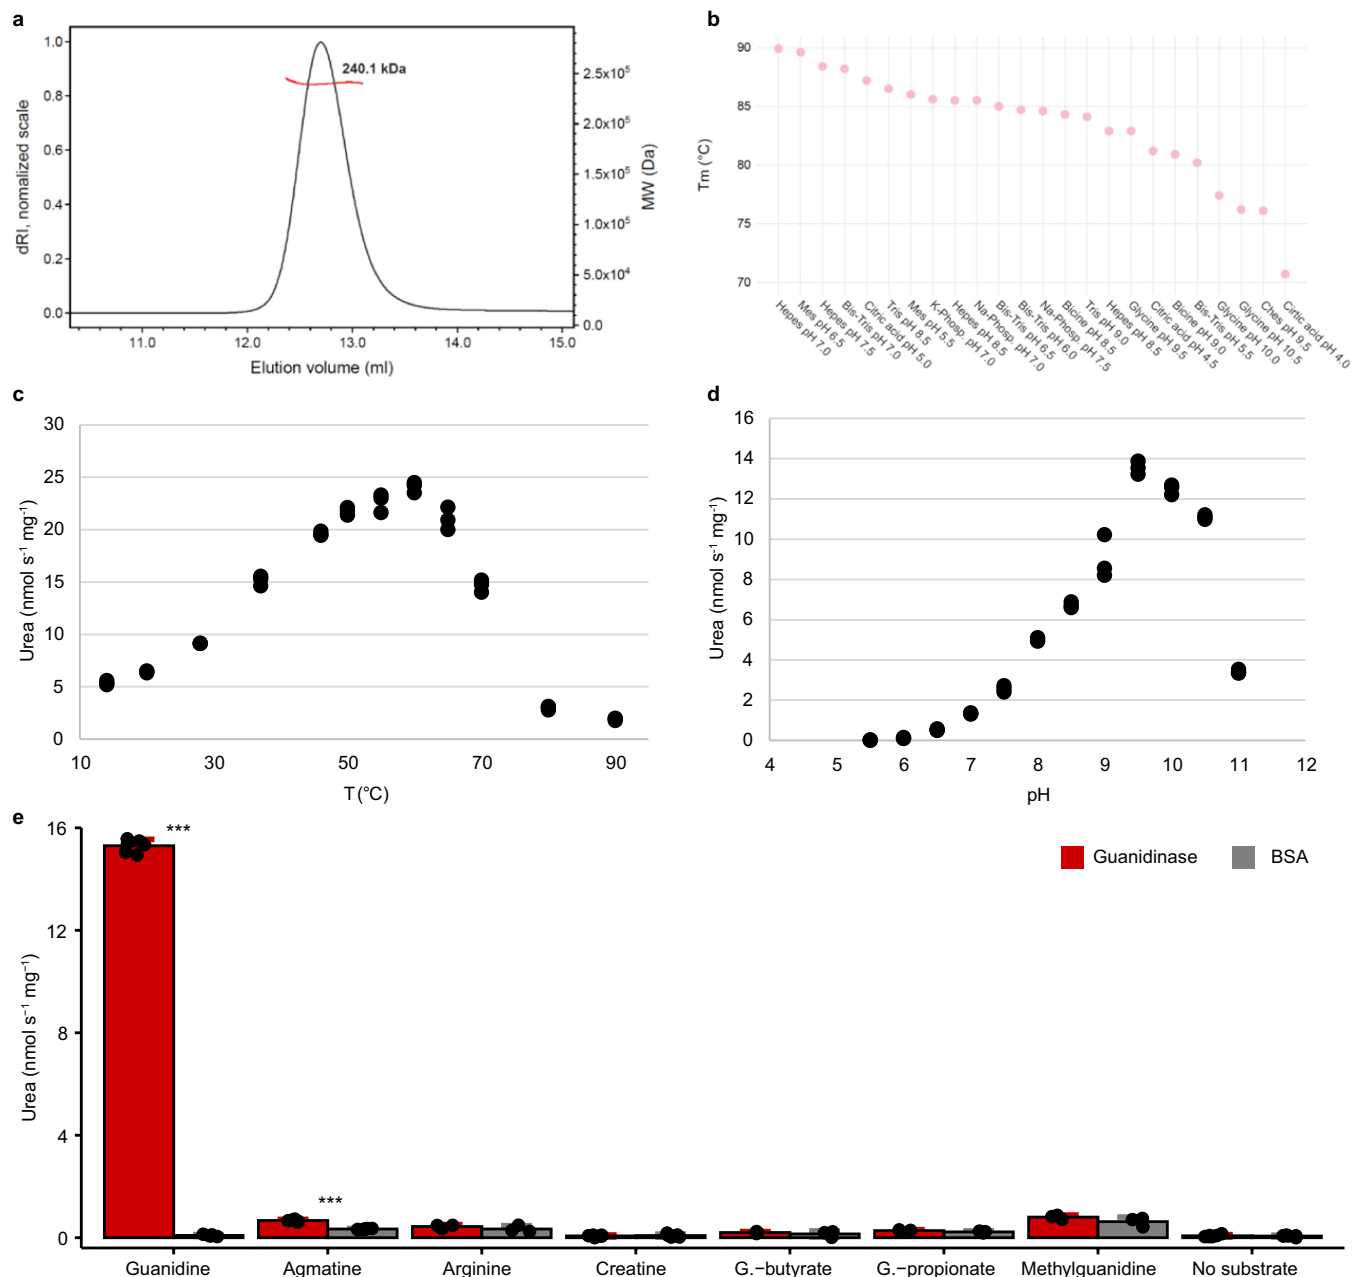 a
1.0
0.8
0.6
0.4
0.2
0.0
dRI, nomalized scale
240.1 kDa
2.5x10⁵
2.0x10⁵
1.5x10⁵
1.0x10⁵
5.0x10⁴
0.0
MW (Da)
11.0 12.0 13.0 14.0 15.0
Elution volume (ml)
b
90
85
80
75
70
Tm (°C)
Hepes pH 7.0
Mes pH 6.5
Hepes pH 7.5
Bis-Tris pH 7.0
Citric acid pH 5.0
Tris pH 8.5
Mes pH 5.5
K-Phosp. pH 7.0
Hepes pH 8.5
Na-Phosp. pH 7.0
Bis-Tris pH 6.5
Bis-Tris pH 6.0
Na-Phosp. pH 7.5
Bicine pH 8.5
Tris pH 9.0
Hepes pH 8.5
Glycine pH 9.5
Citric acid pH 4.5
Bicine pH 9.0
Bis-Tris pH 5.5
Glycine pH 10.0
Glycine pH 10.5
Ches pH 9.5
Cirtic acid pH 4.0
c
30
25
20
15
10
5
0
Urea (nmol s⁻¹ mg⁻¹)
10 30 50 70 90
T (°C)
d
16
14
12
10
8
6
4
2
0
Urea (nmol s⁻¹ mg⁻¹)
4 5 6 7 8 9 10 11 12
pH
e
16
12
8
4
0
Urea (nmol s⁻¹ mg⁻¹)
***
***
Guanidinase BSA
Guanidine Agmatine Arginine Creatine G.−butyrate G.−propionate Methylguanidine No substrate